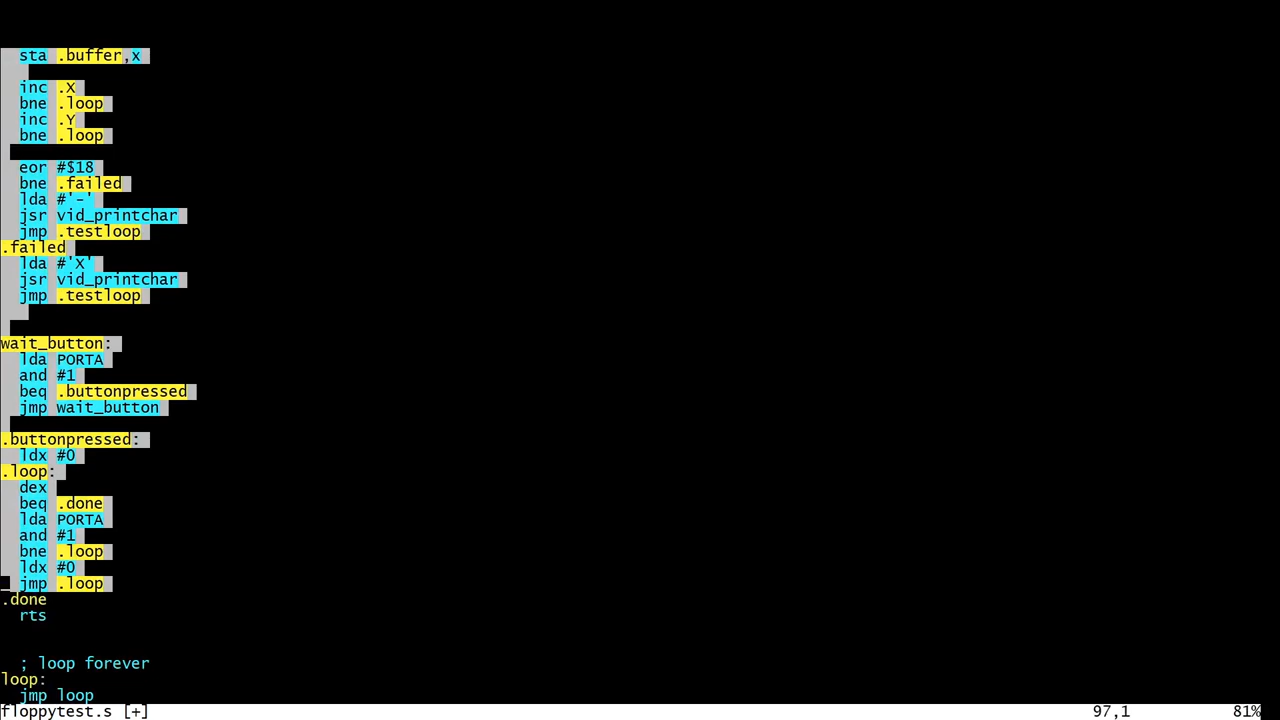 sta .buffer,x
inc .X
bne .loop
inc .Y
bne .loop
eor #$18
bne .failed
lda #'-'
jsr vid_printchar
jmp .testloop
.failed
lda #'X'
jsr vid_printchar
jmp .testloop
wait_button:
lda PORTA
and #1
beq .buttonpressed
jmp wait_button
.buttonpressed:
ldx #0
.loop:
dex
beq .done
lda PORTA
and #1
bne .loop
ldx #0
jmp .loop
.done
rts
; loop forever
loop:
jmp loop
floppytest.s [+] 97,1 81%